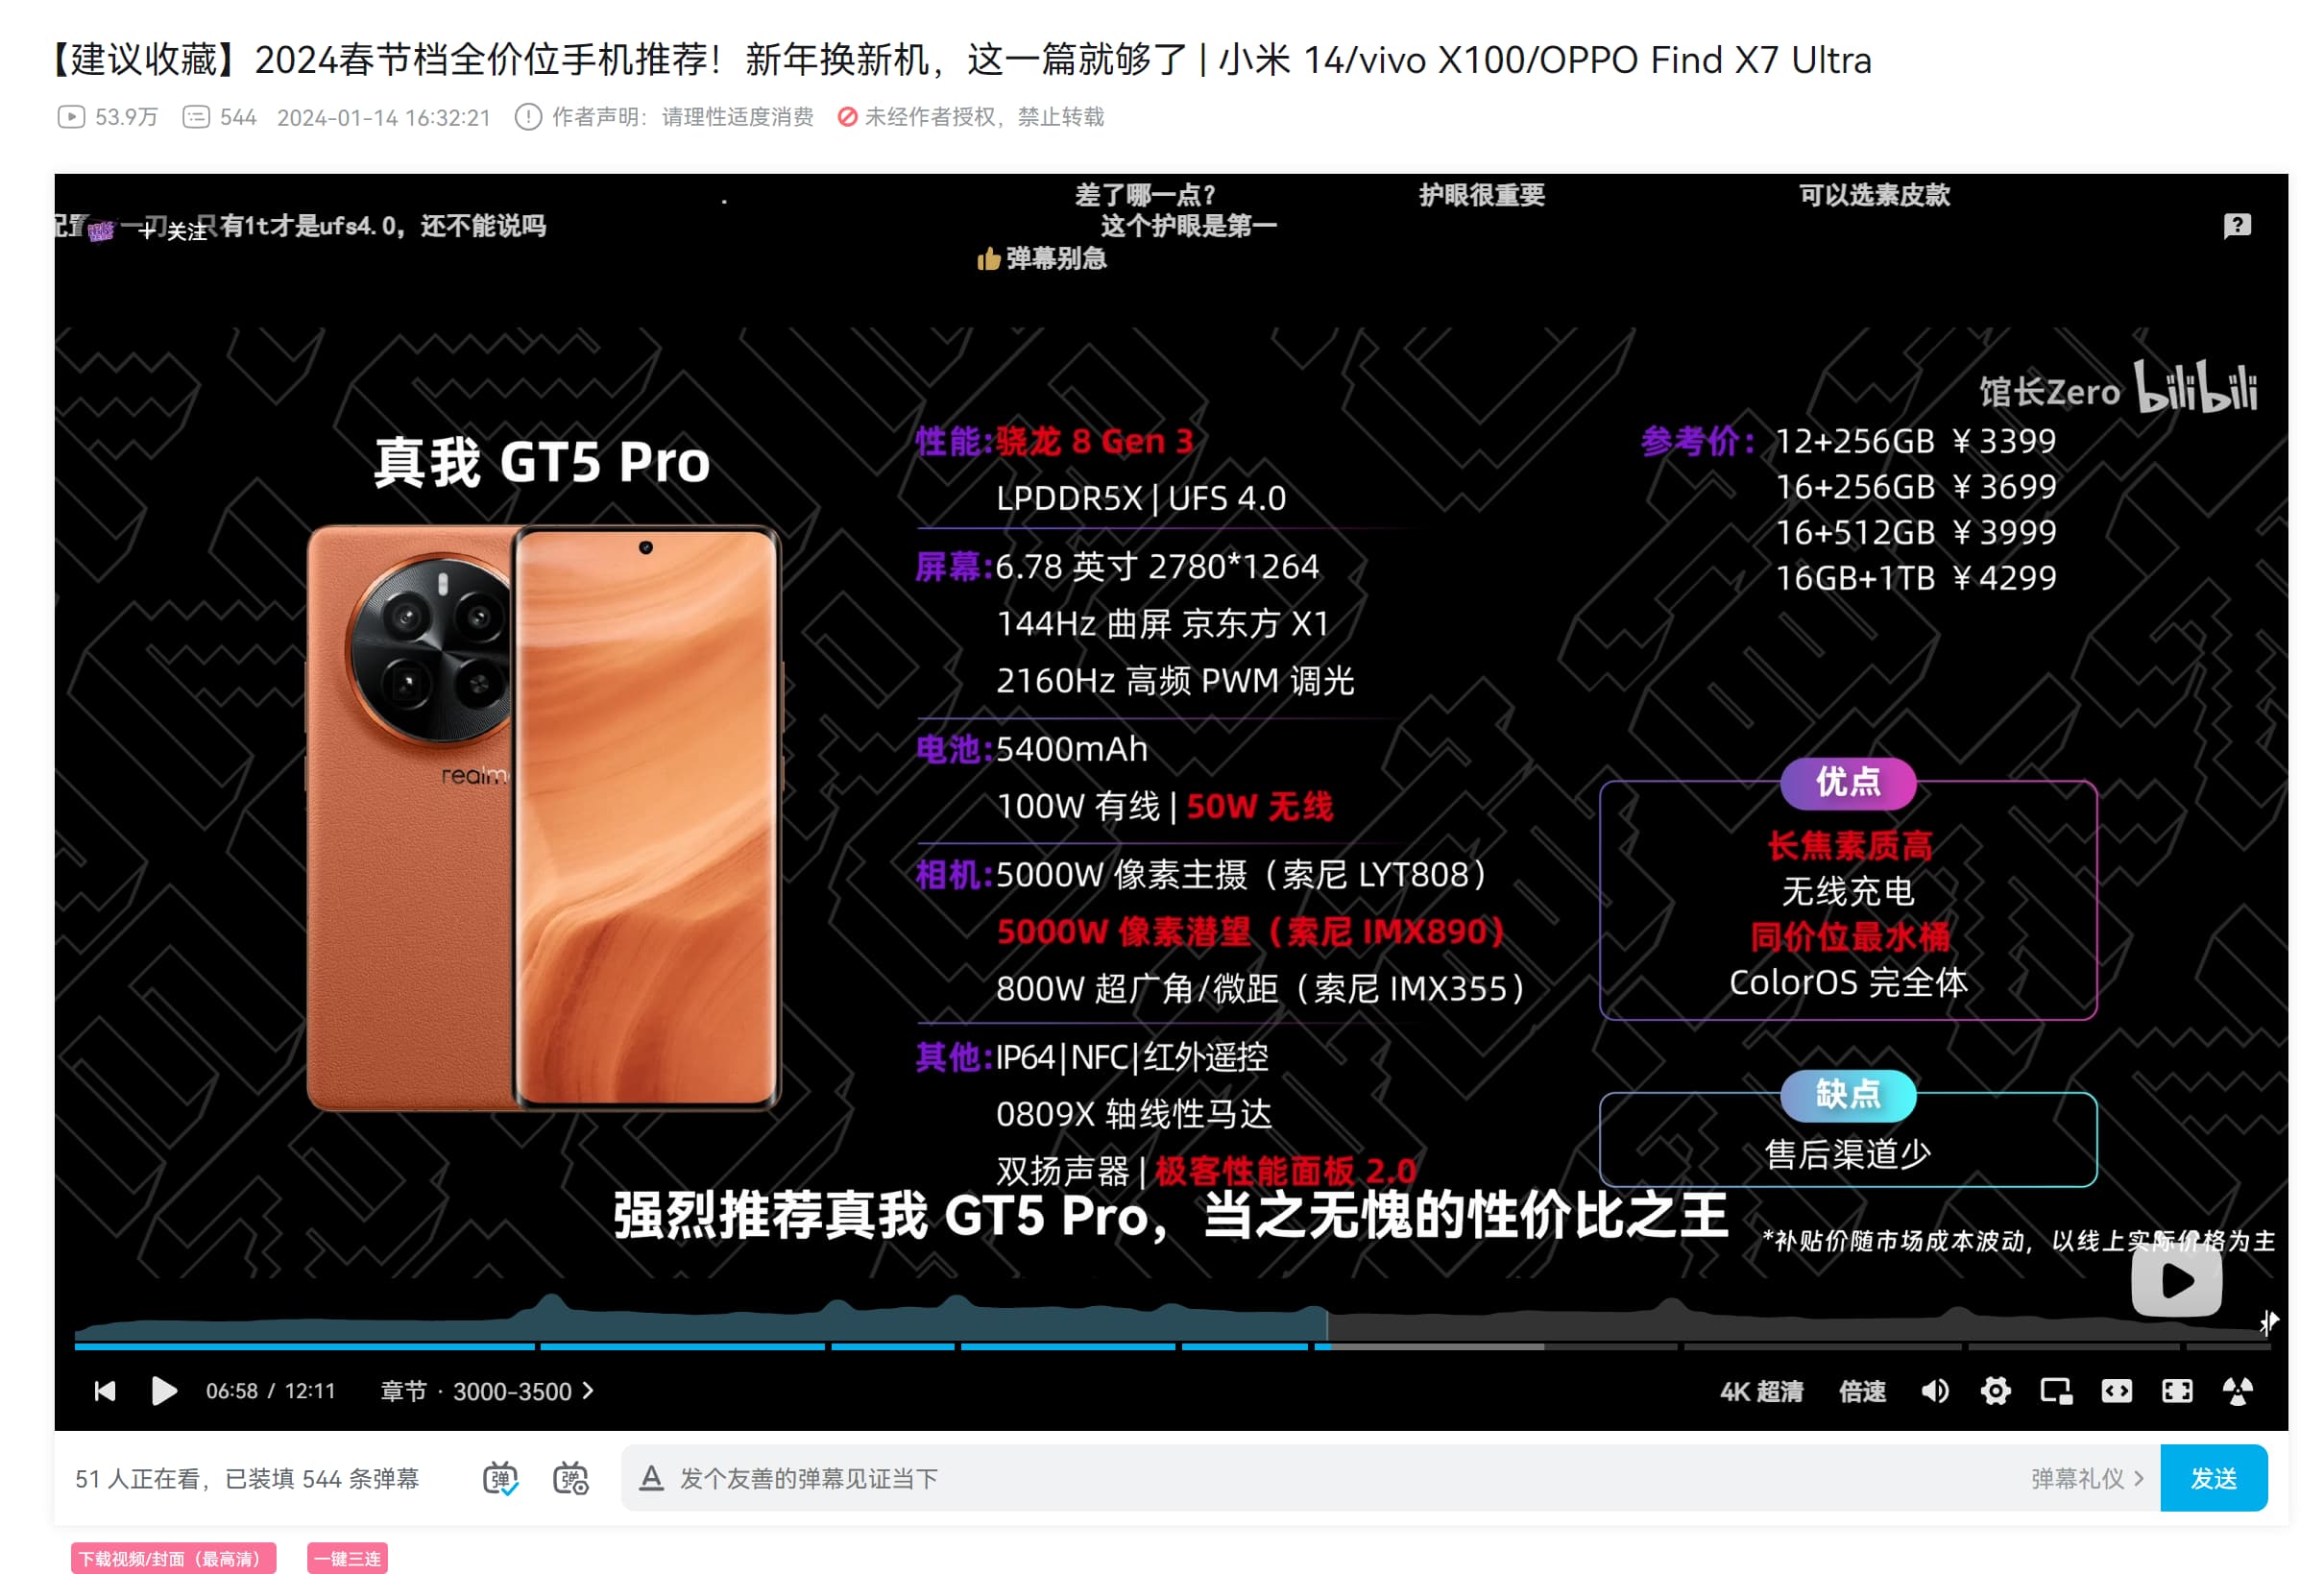 【建议收藏】2024春节档全价位手机推荐！新年换新机，这一篇就够了 | 小米 14/vivo X100/OPPO Find X7 Ultra
53.9万 544 2024-01-14 16:32:21 作者声明：请理性适度消费 未经作者授权，禁止转载
差了哪一点？ 护眼很重要 可以选素皮款
一刀 + 关注 只有1t才是ufs4.0，还不能说吗 这个护眼是第一
弹幕别急
馆长Zero bilibili
真我 GT5 Pro
realm
性能:骁龙 8 Gen 3
LPDDR5X | UFS 4.0
屏幕:6.78 英寸 2780*1264
144Hz 曲屏 京东方 X1
2160Hz 高频 PWM 调光
电池:5400mAh
100W 有线 | 50W 无线
相机:5000W 像素主摄（索尼 LYT808）
5000W 像素潜望（索尼 IMX890）
800W 超广角/微距（索尼 IMX355）
其他:IP64|NFC|红外遥控
0809X 轴线性马达
双扬声器 | 极客性能面板 2.0
参考价： 12+256GB ￥3399
16+256GB ￥3699
16+512GB ￥3999
16GB+1TB ￥4299
优点
长焦素质高
无线充电
同价位最水桶
ColorOS 完全体
缺点
售后渠道少
强烈推荐真我 GT5 Pro，当之无愧的性价比之王
*补贴价随市场成本波动，以线上实际价格为主
06:58 / 12:11 章节 · 3000-3500 4K 超清 倍速
51 人正在看，已装填 544 条弹幕 弹 弹 A 发个友善的弹幕见证当下 弹幕礼仪 发送
下载视频/封面（最高清） 一键三连